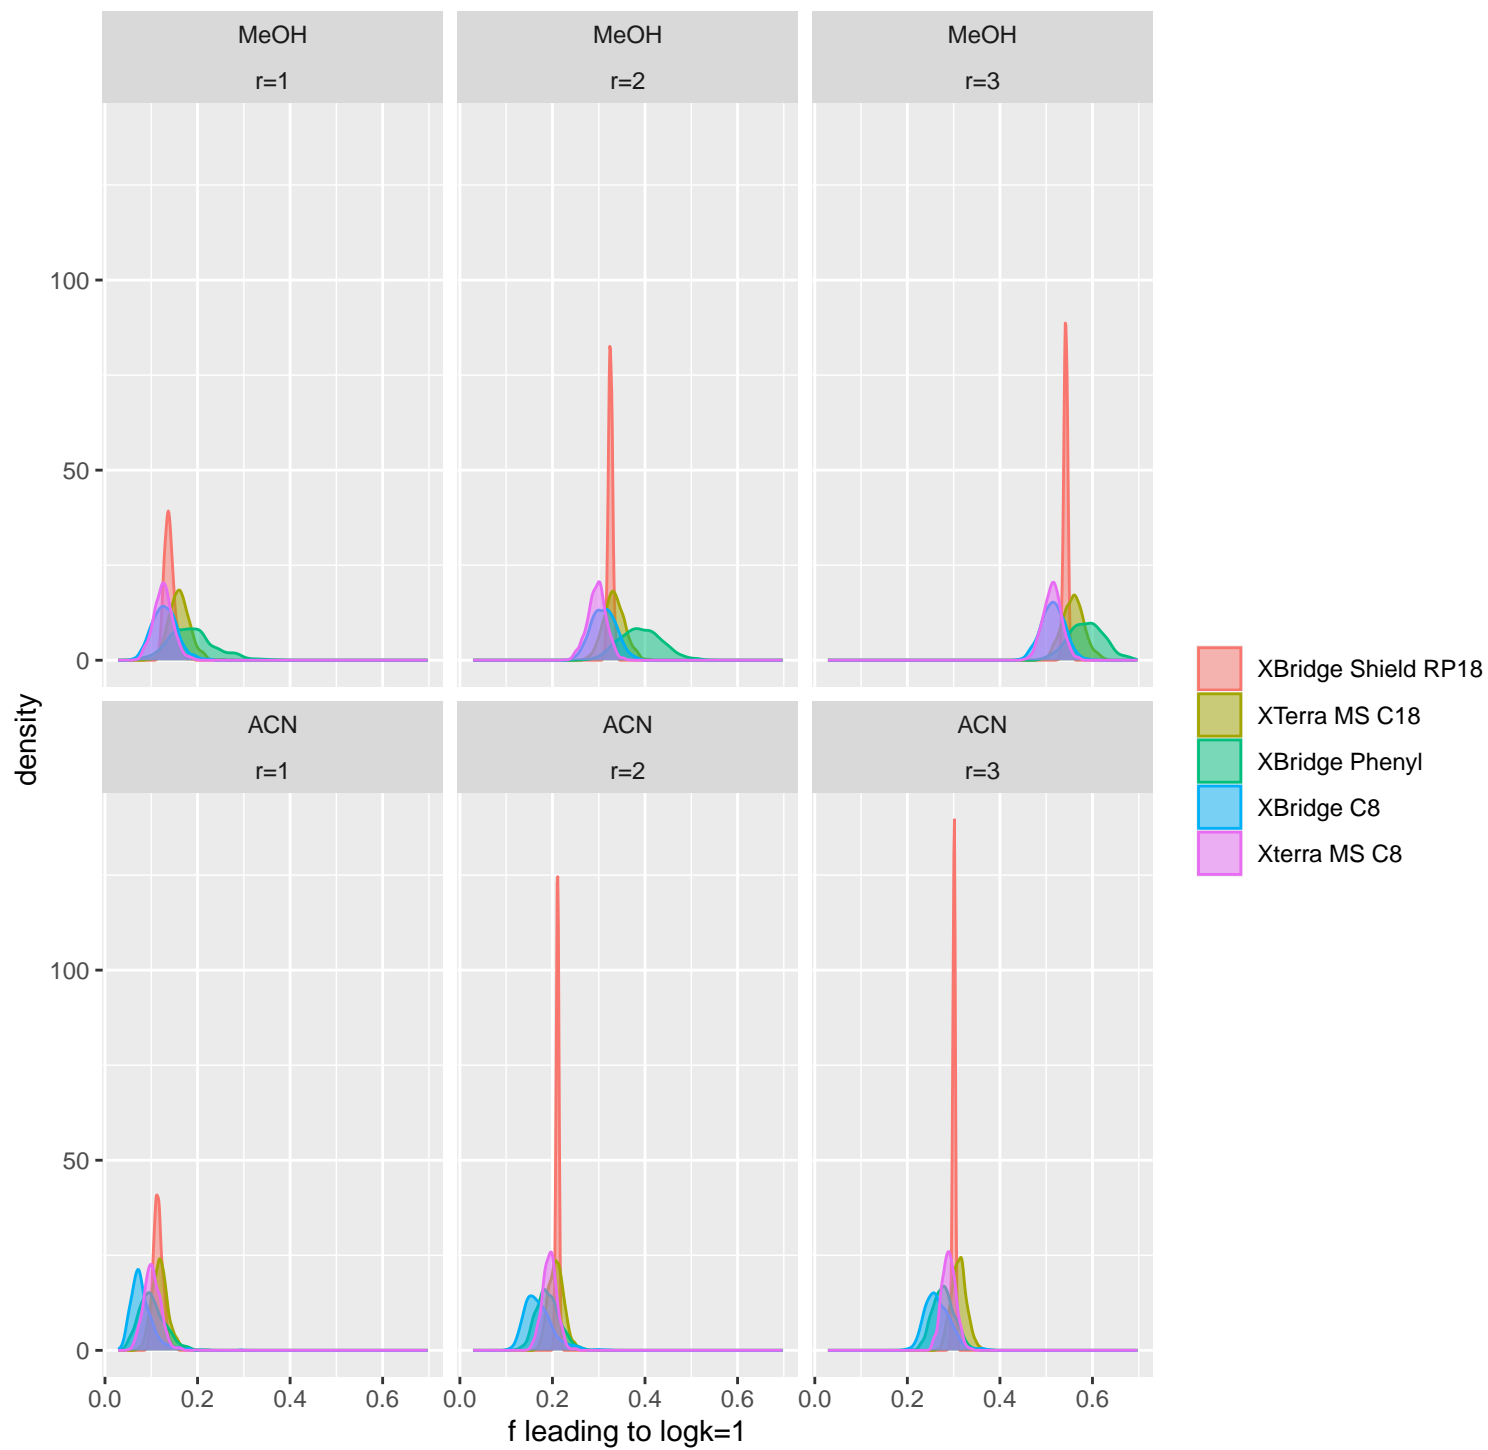 MeOH
r=1
MeOH
r=2
MeOH
r=3
100
50
0
ACN
r=1
ACN
r=2
ACN
r=3
100
50
0
0.0 0.2 0.4 0.6
0.0 0.2 0.4 0.6
0.0 0.2 0.4 0.6
f leading to logk=1
density
XBridge Shield RP18
XTerra MS C18
XBridge Phenyl
XBridge C8
Xterra MS C8